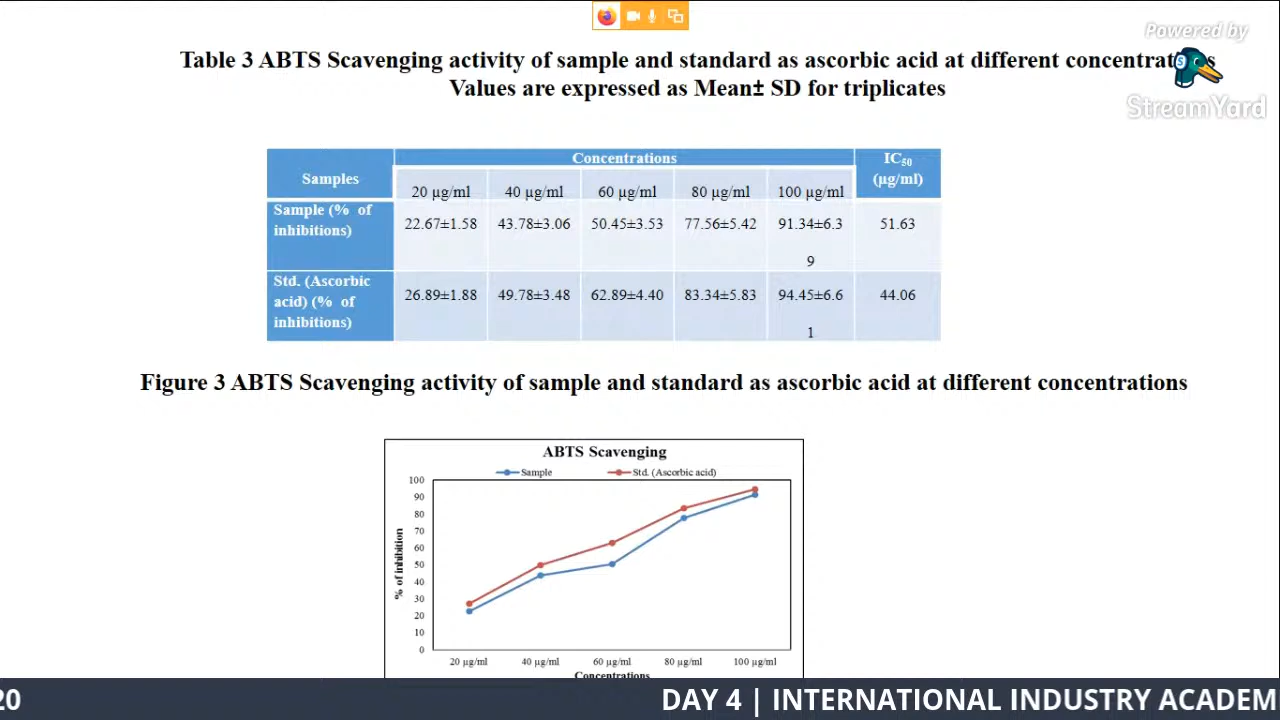 Powered by
StreamYard
Table 3 ABTS Scavenging activity of sample and standard as ascorbic acid at different
Values are expressed as Mean± SD for triplicates
Samples Concentrations IC50 (µg/ml)
20 µg/ml 40 µg/ml 60 µg/ml 80 µg/ml 100 µg/ml
Sample (% of inhibitions) 22.67±1.58 43.78±3.06 50.45±3.53 77.56±5.42 91.34±6.39 51.63
Std. (Ascorbic acid) (% of inhibitions) 26.89±1.88 49.78±3.48 62.89±4.40 83.34±5.83 94.45±6.61 44.06
Figure 3 ABTS Scavenging activity of sample and standard as ascorbic acid at different concentrations
ABTS Scavenging
Sample Std. (Ascorbic acid)
% of inhibition
100
90
80
70
60
50
40
30
20
10
0
20 µg/ml 40 µg/ml 60 µg/ml 80 µg/ml 100 µg/ml
Concentrations
20 DAY 4 | INTERNATIONAL INDUSTRY ACADEM